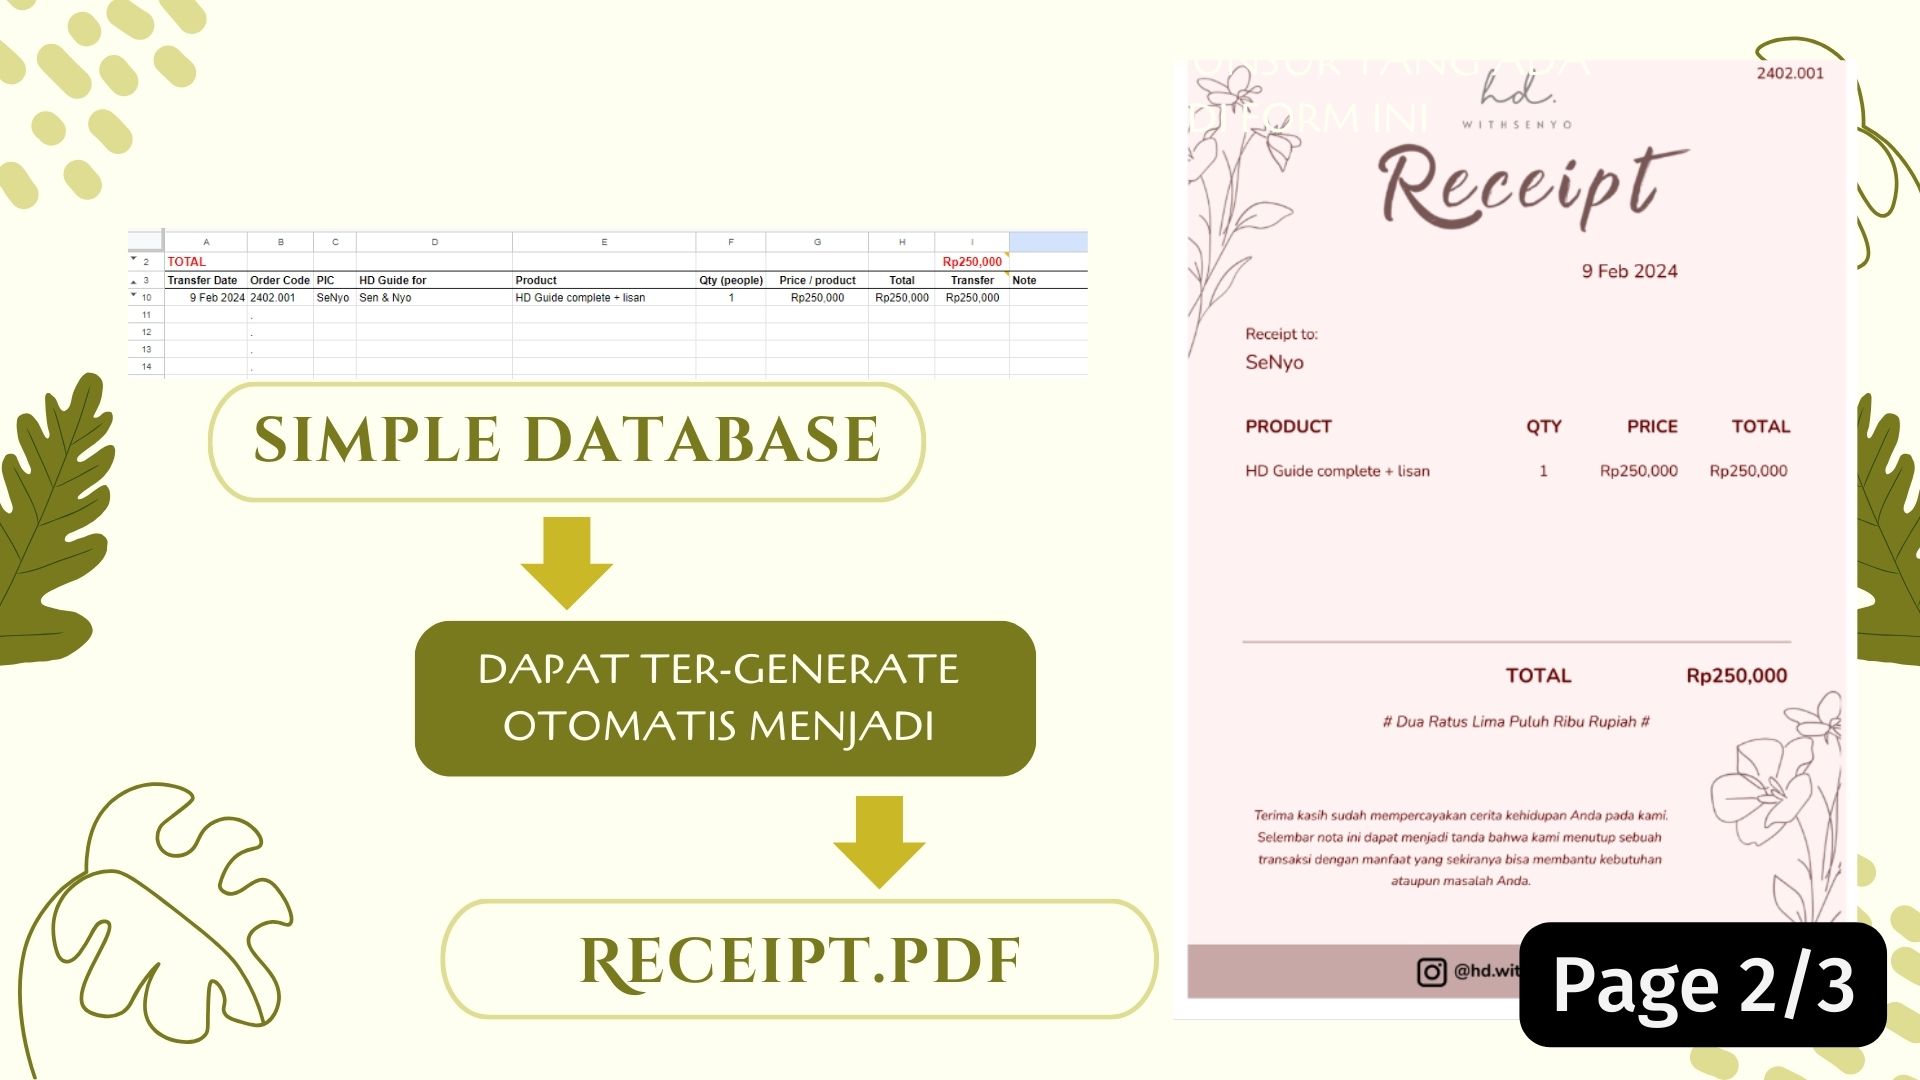 A B C D E F G H I
2 TOTAL Rp250,000
3 Transfer Date Order Code PIC HD Guide for Product Qty (people) Price / product Total Transfer Note
10 9 Feb 2024 2402.001 SeNyo Sen & Nyo HD Guide complete + lisan 1 Rp250,000 Rp250,000 Rp250,000
11 .
12 .
13 .
14 .
SIMPLE DATABASE
DAPAT TER-GENERATE
OTOMATIS MENJADI
RECEIPT.PDF
YANG ADA
DI FORM INI
2402.001
hd.
WITHSENYO
Receipt
9 Feb 2024
Receipt to:
SeNyo
PRODUCT QTY PRICE TOTAL
HD Guide complete + lisan 1 Rp250,000 Rp250,000
TOTAL Rp250,000
# Dua Ratus Lima Puluh Ribu Rupiah #
Terima kasih sudah mempercayakan cerita kehidupan Anda pada kami.
Selembar nota ini dapat menjadi tanda bahwa kami menutup sebuah
transaksi dengan manfaat yang sekiranya bisa membantu kebutuhan
ataupun masalah Anda.
@hd.wit
Page 2/3